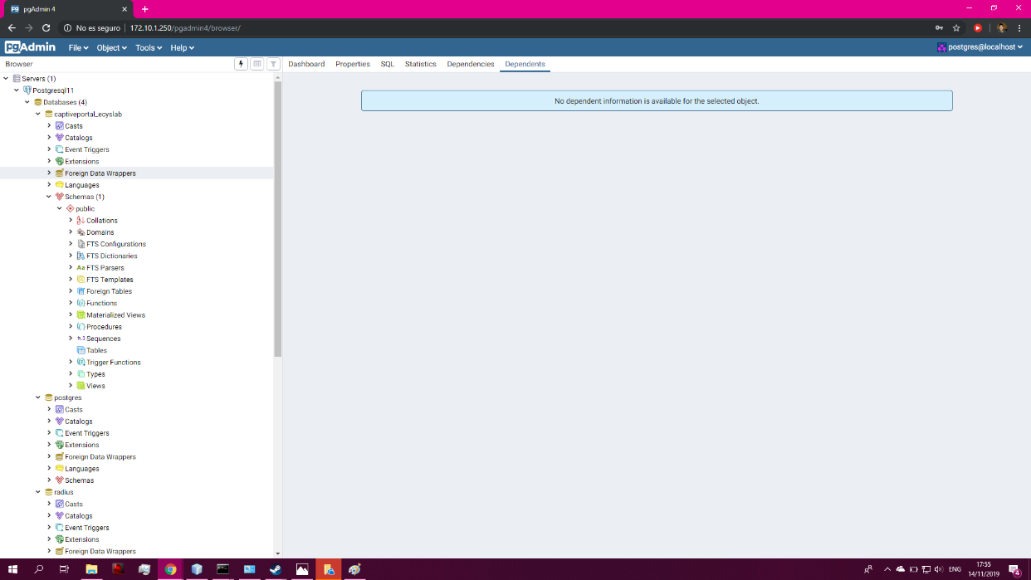 pgAdmin 4
No es seguro 172.10.1.250/pgadmin4/browser/
pgAdmin File Object Tools Help postgres@localhost
Browser Dashboard Properties SQL Statistics Dependencies Dependents
Servers (1)
No dependent information is available for the selected object.
Postgresql11
Databases (4)
captiveportal_ecyslab
Casts
Catalogs
Event Triggers
Extensions
Foreign Data Wrappers
Languages
Schemas (1)
public
Collations
Domains
FTS Configurations
FTS Dictionaries
Aa FTS Parsers
FTS Templates
Foreign Tables
Functions
Materialized Views
Procedures
1..3 Sequences
Tables
Trigger Functions
Types
Views
postgres
Casts
Catalogs
Event Triggers
Extensions
Foreign Data Wrappers
Languages
Schemas
radius
Casts
Catalogs
Event Triggers
Extensions
Foreign Data Wrappers
ENG
17:55
14/11/2019
4